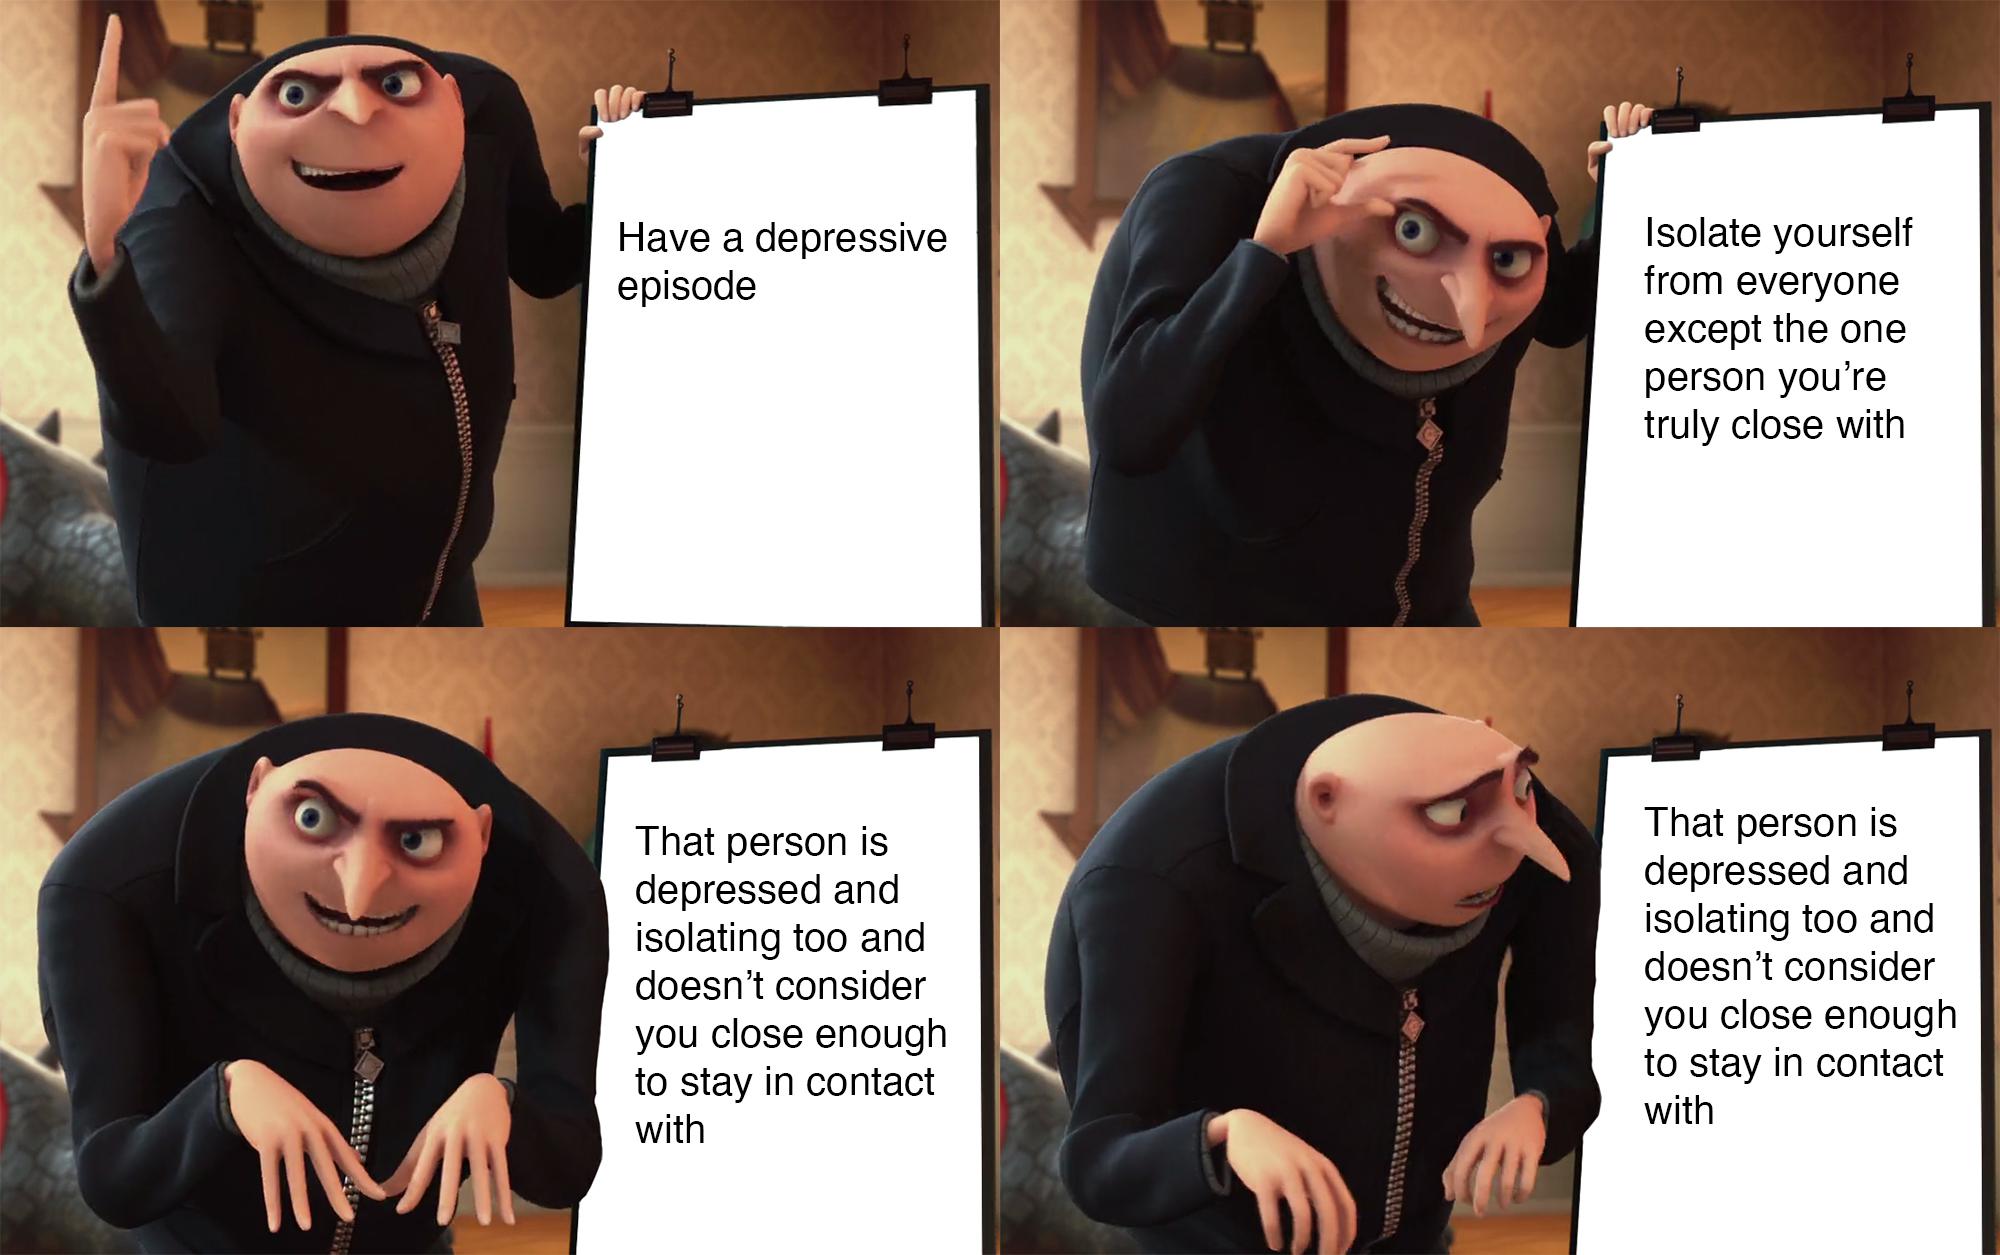 Have a depressive
episode
Isolate yourself
from everyone
except the one
person you're
truly close with
That person is
depressed and
isolating too and
doesn't consider
you close enough
to stay in contact
with
That person is
depressed and
isolating too and
doesn't consider
you close enough
to stay in contact
with